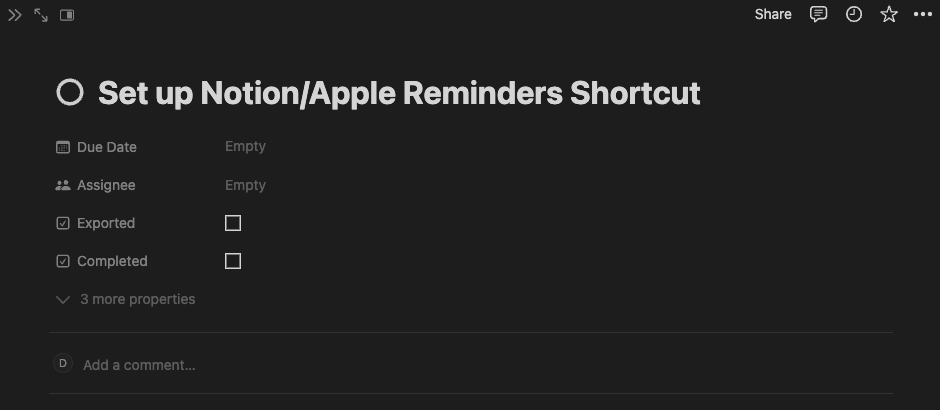 Share
Set up Notion/Apple Reminders Shortcut
Due Date Empty
Assignee Empty
Exported
Completed
3 more properties
D Add a comment...